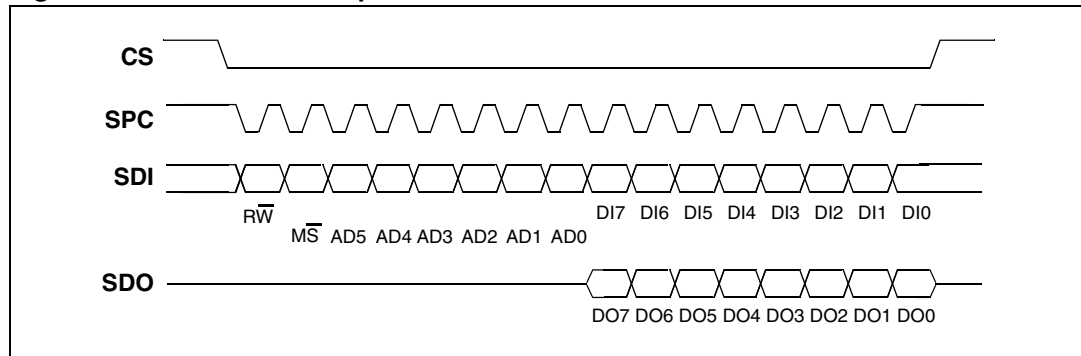 CS
SPC
SDI
RW̅ DI7 DI6 DI5 DI4 DI3 DI2 DI1 DI0
MS̅ AD5 AD4 AD3 AD2 AD1 AD0
SDO
DO7 DO6 DO5 DO4 DO3 DO2 DO1 DO0